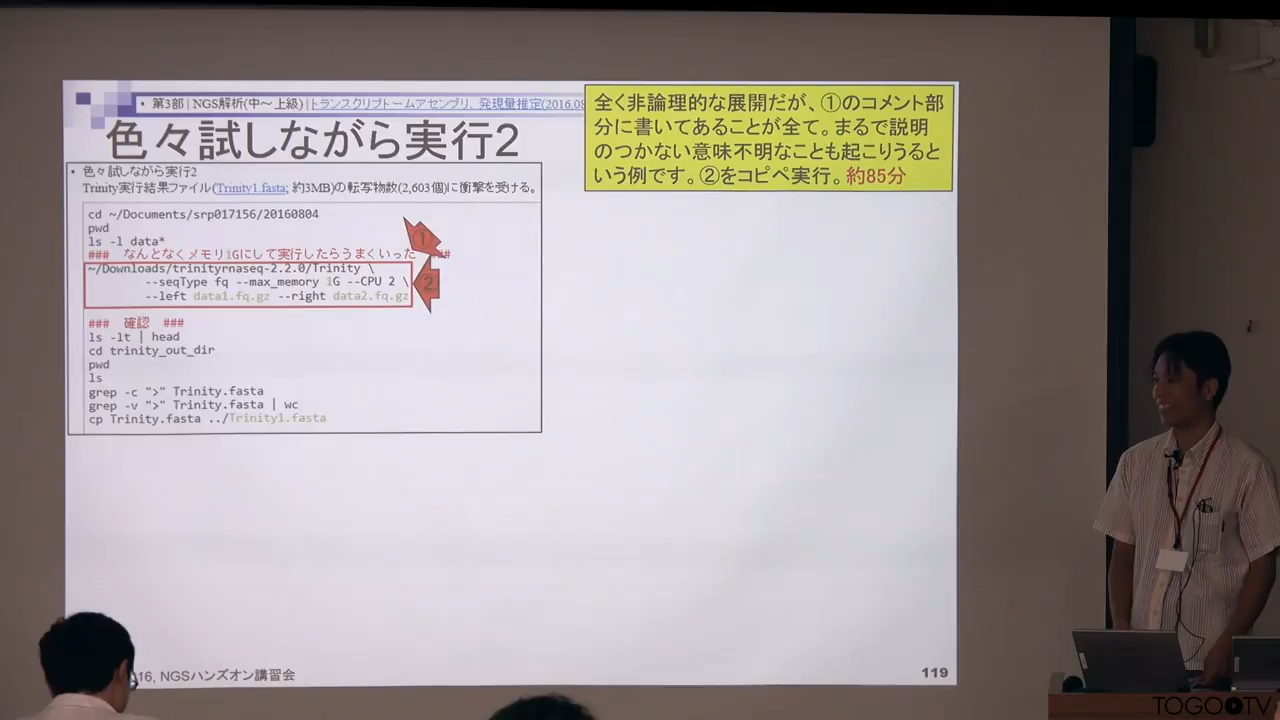 • 第3部 | NGS解析(中～上級) | トランスクリプトームアセンブリ、発現量推定(2016.08
色々試しながら実行2
全く非論理的な展開だが、①のコメント部
分に書いてあることが全て。まるで説明
のつかない意味不明なことも起こりうると
いう例です。②をコピペ実行。約85分
• 色々試しながら実行2
Trinity実行結果ファイル(Trinity1.fasta; 約3MB)の転写物数(2,603個)に衝撃を受ける。
cd ~/Documents/srp017156/20160804
pwd
ls -l data*
### なんとなくメモリ1Gにして実行したらうまくいった ##
①
~/Downloads/trinityrnaseq-2.2.0/Trinity \
--seqType fq --max_memory 1G --CPU 2 \
--left data1.fq.gz --right data2.fq.gz
②
### 確認 ###
ls -lt | head
cd trinity_out_dir
pwd
ls
grep -c ">" Trinity.fasta
grep -v ">" Trinity.fasta | wc
cp Trinity.fasta ../Trinity1.fasta
16, NGSハンズオン講習会
119
TOGOTV